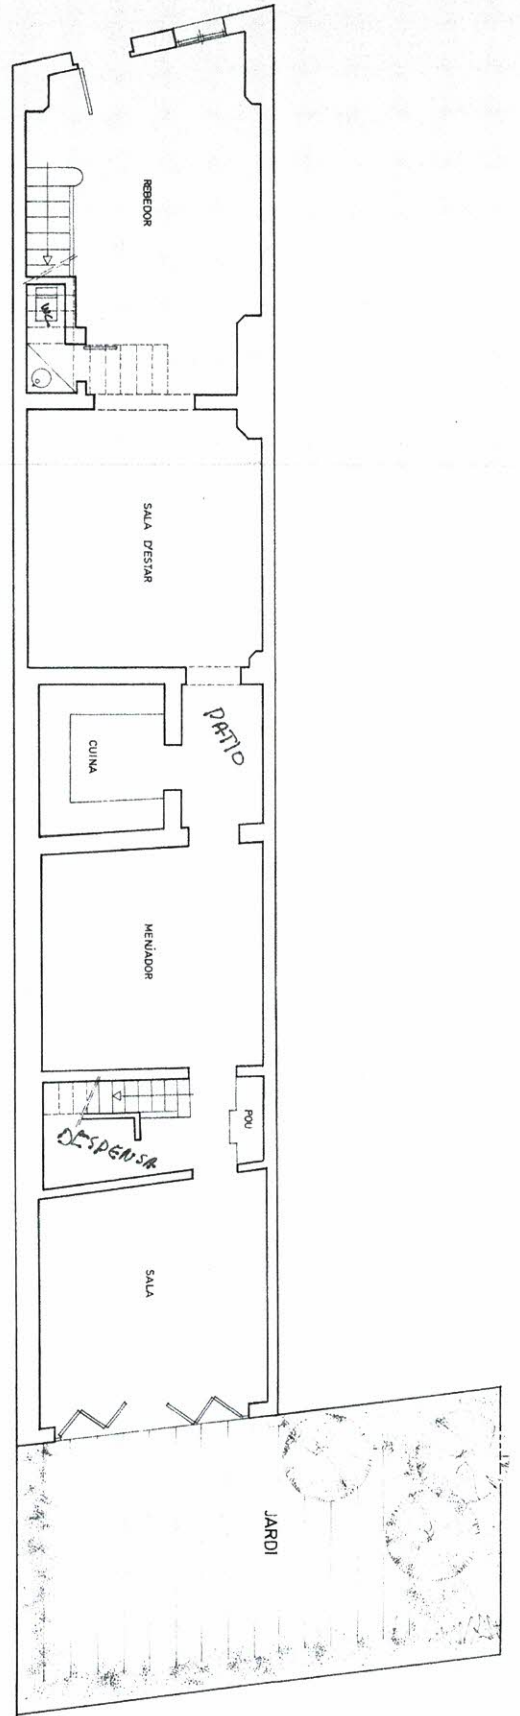 REBEDOR
WC
SALA D'ESTAR
PATIO
CUINA
MENJADOR
POU
DESPENSA
SALA
JARDI